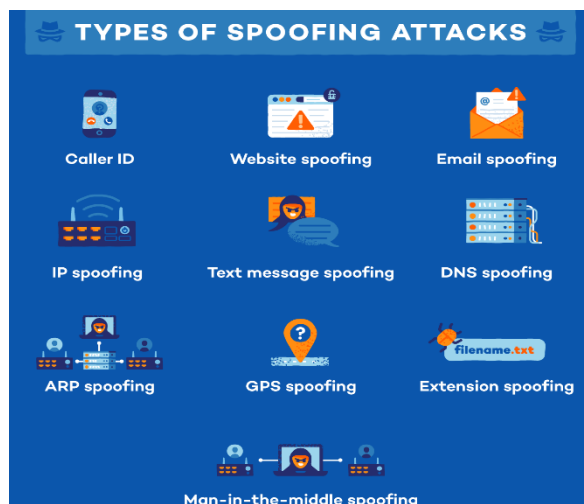 TYPES OF SPOOFING ATTACKS
Caller ID
Website spoofing
Email spoofing
@
IP spoofing
Text message spoofing
DNS spoofing
?
filename.txt
ARP spoofing
GPS spoofing
Extension spoofing
Man-in-the-middle spoofing